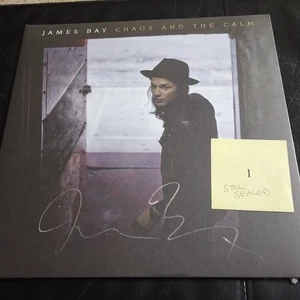 JAMES BAY CHAOS AND THE CALM
1
STILL
SEALED